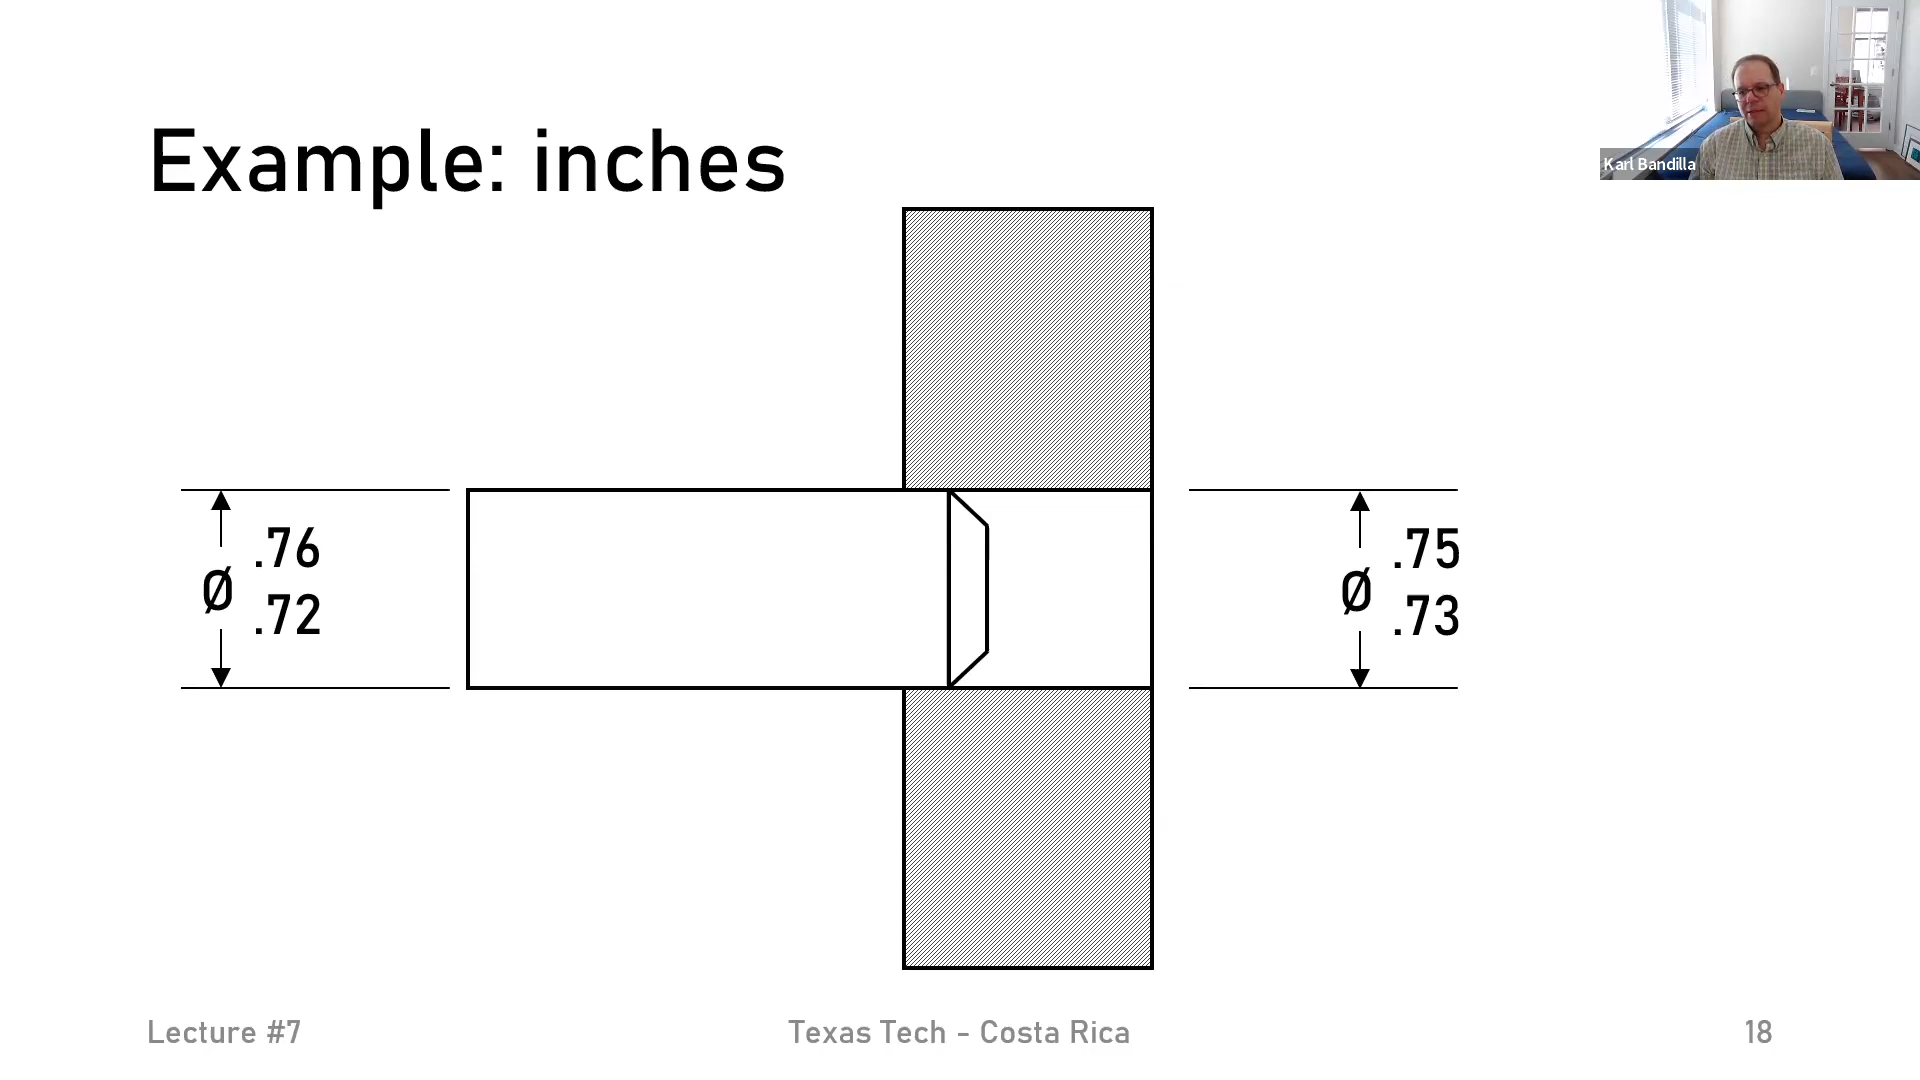 Karl Bandilla
Example: inches
.76
Ø
.72
.75
Ø
.73
Lecture #7
Texas Tech - Costa Rica
18